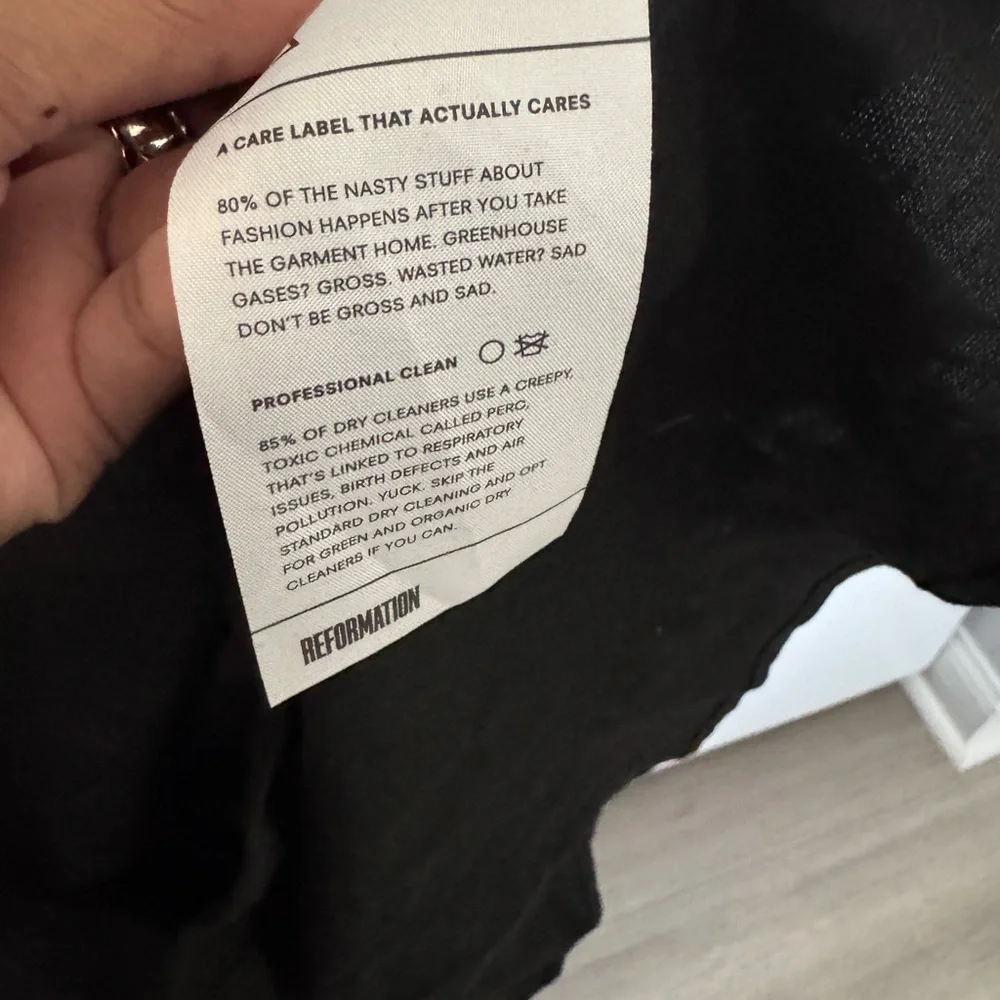 A CARE LABEL THAT ACTUALLY CARES
80% OF THE NASTY STUFF ABOUT
FASHION HAPPENS AFTER YOU TAKE
THE GARMENT HOME. GREENHOUSE
GASES? GROSS. WASTED WATER? SAD
DON'T BE GROSS AND SAD.
PROFESSIONAL CLEAN
85% OF DRY CLEANERS USE A CREEPY,
TOXIC CHEMICAL CALLED PERC,
THAT'S LINKED TO RESPIRATORY
ISSUES, BIRTH DEFECTS AND AIR
POLLUTION. YUCK. SKIP THE
STANDARD DRY CLEANING AND OPT
FOR GREEN AND ORGANIC DRY
CLEANERS IF YOU CAN.
REFORMATION